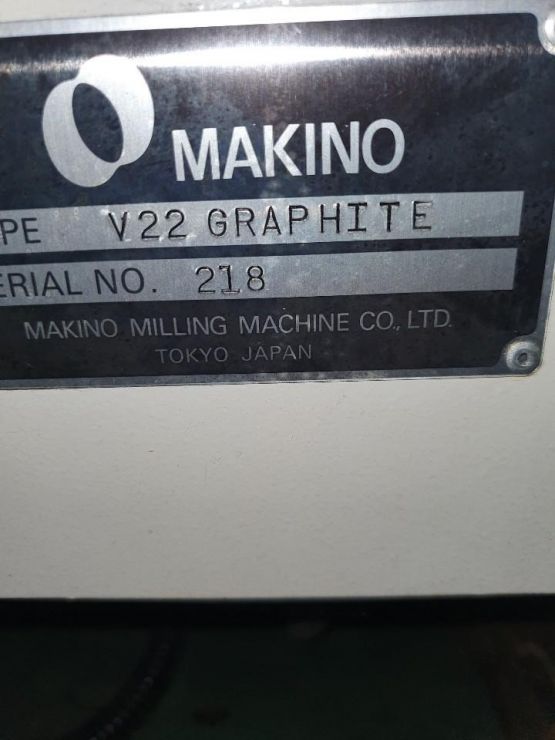 MAKINO
PE V22 GRAPHITE
ERIAL NO. 218
MAKINO MILLING MACHINE CO., LTD.
TOKYO JAPAN